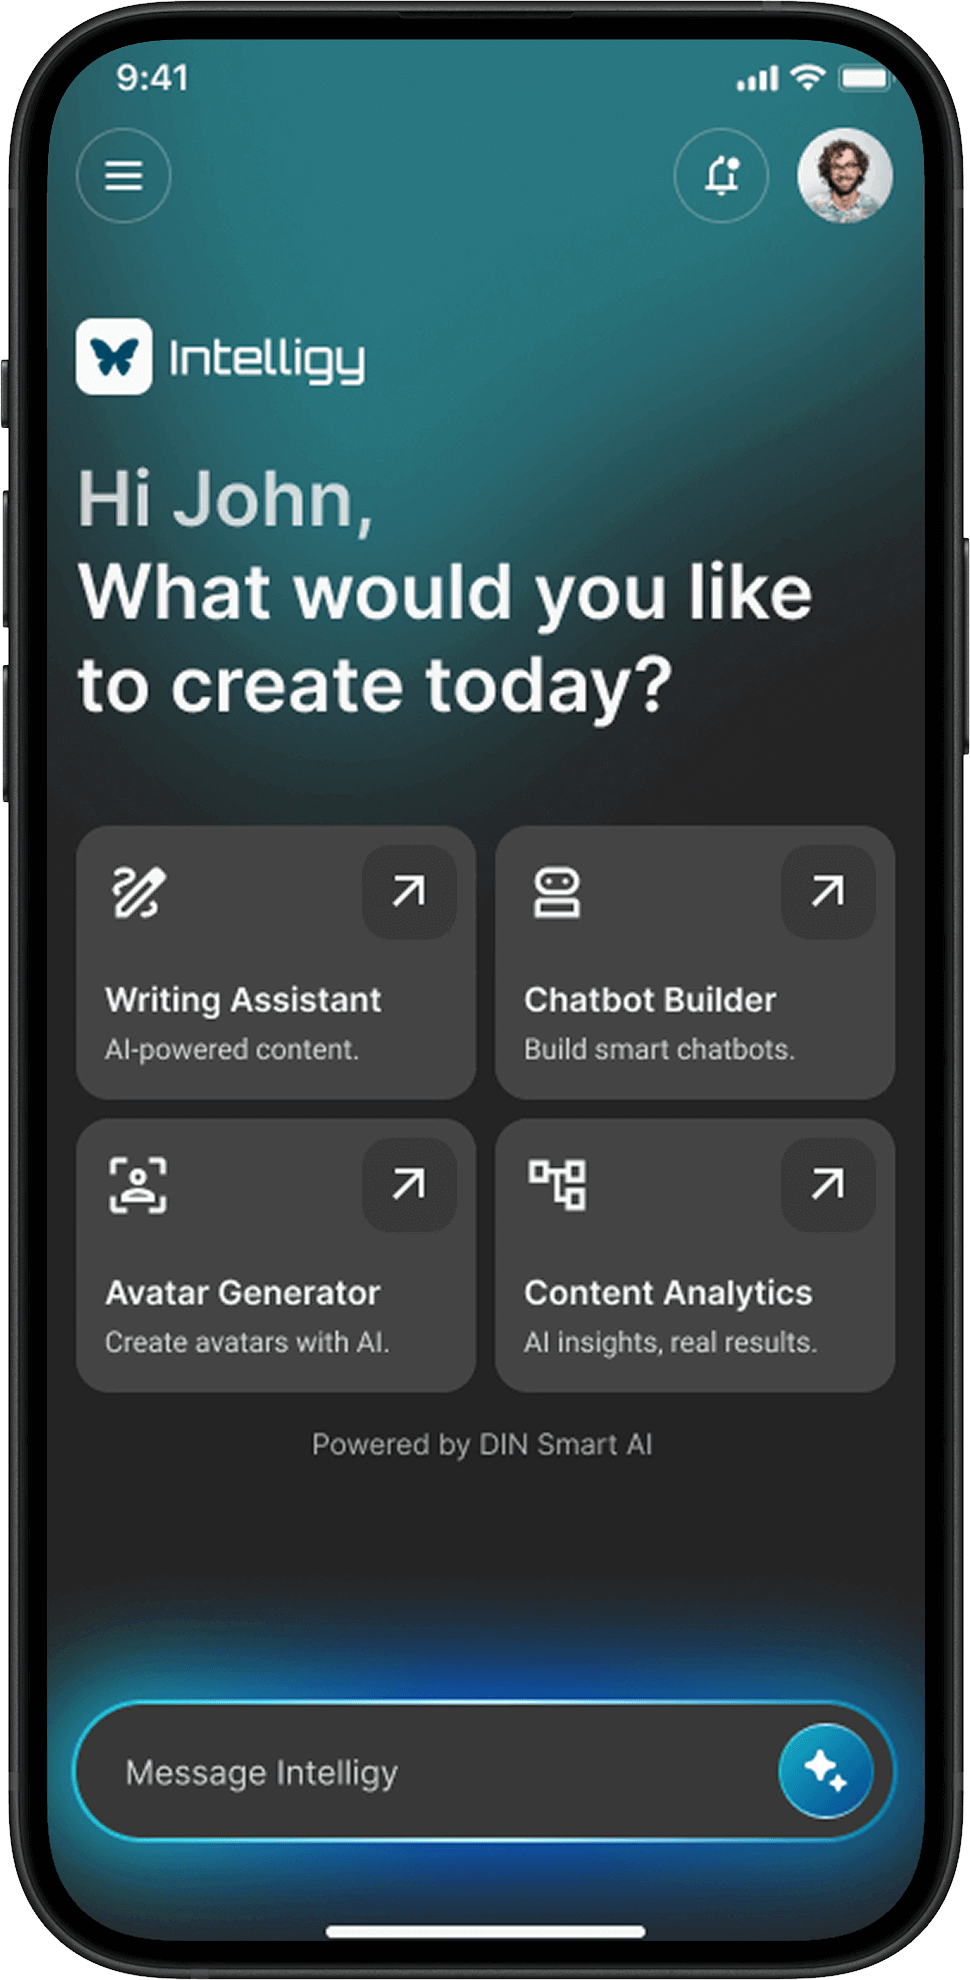 9:41
Intelligy
Hi John,
What would you like
to create today?
Writing Assistant
AI-powered content.
Chatbot Builder
Build smart chatbots.
Avatar Generator
Create avatars with AI.
Content Analytics
AI insights, real results.
Powered by DIN Smart AI
Message Intelligy